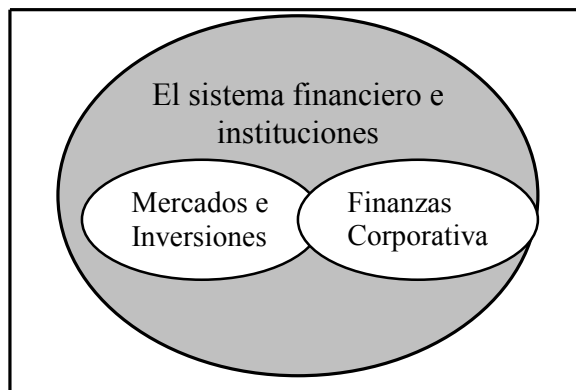 El sistema financiero e
instituciones
Mercados e
Inversiones
Finanzas
Corporativa